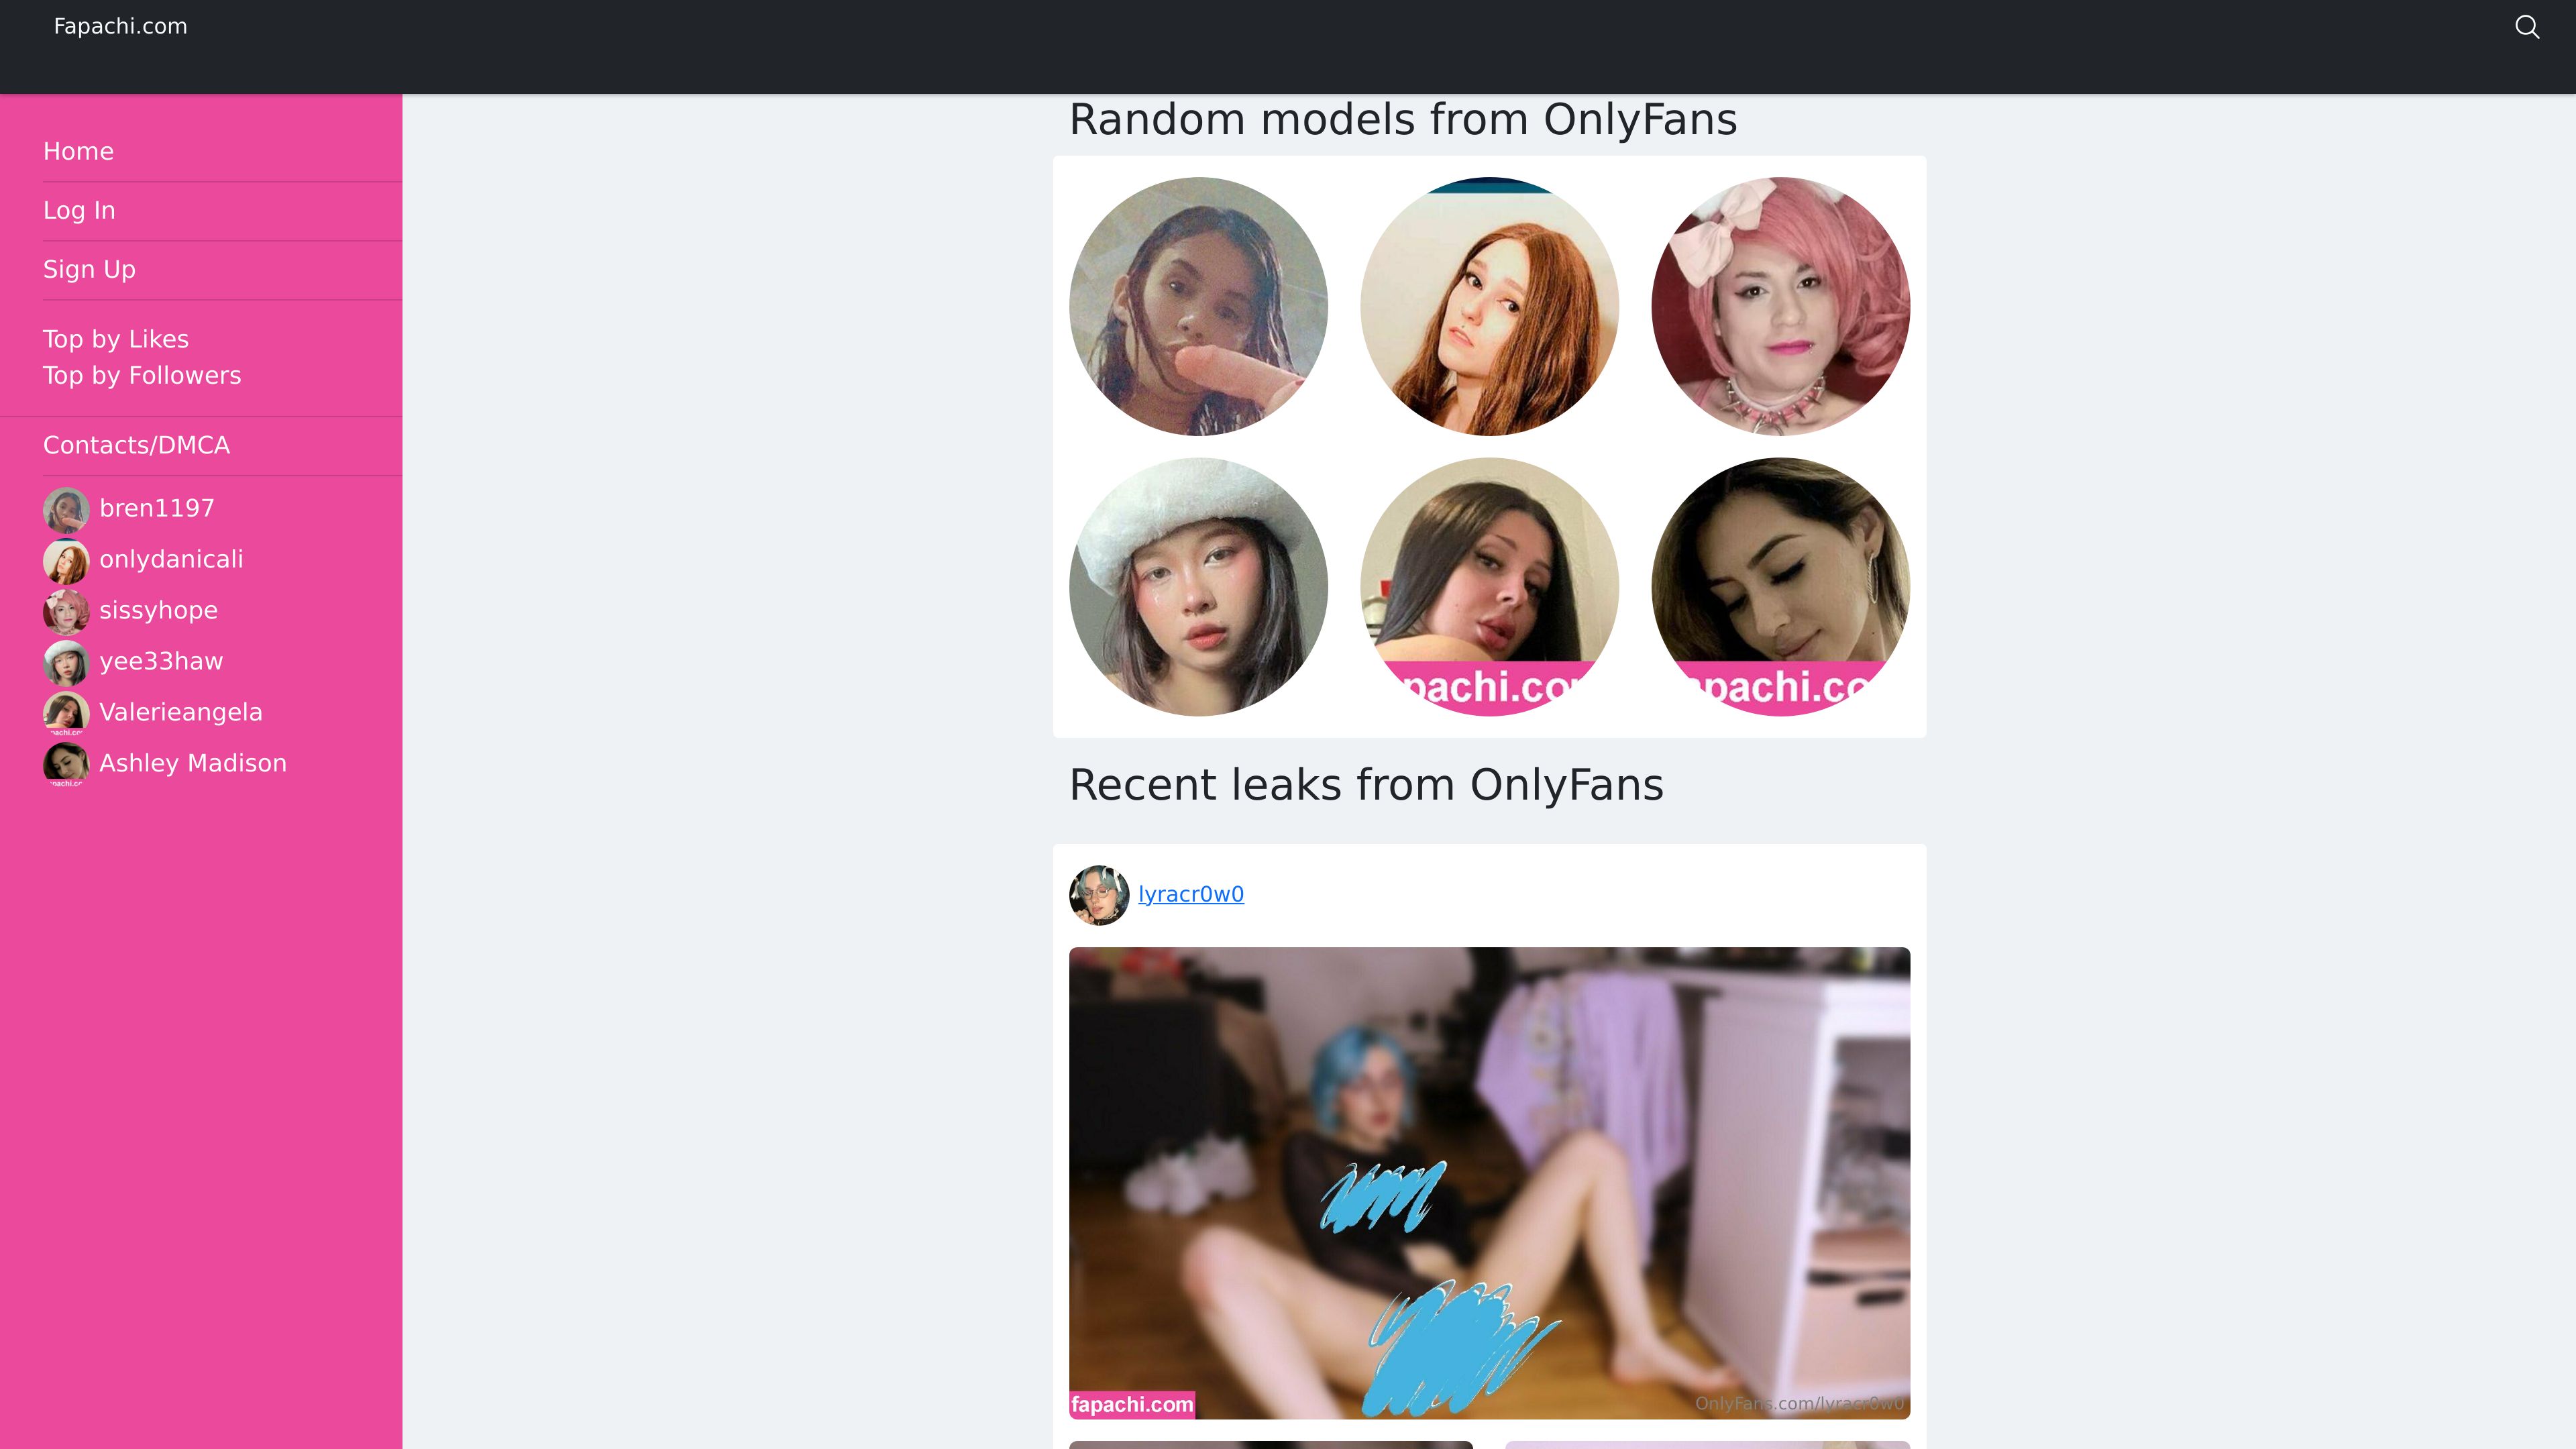 Fapachi.com
Home
Log In
Sign Up
Top by Likes
Top by Followers
Contacts/DMCA
bren1197
onlydanicali
sissyhope
yee33haw
Valerieangela
Ashley Madison
Random models from OnlyFans
pachi.co
pachi.co
Recent leaks from OnlyFans
lyracr0w0
fapachi.com
OnlyFans.com/lyracr0w0